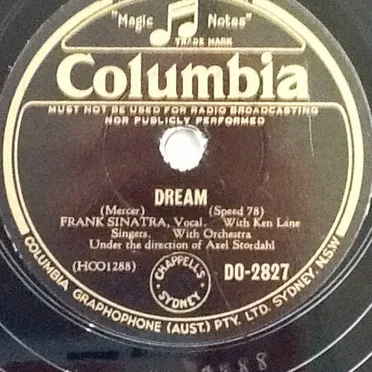 "Magic Notes"
TRADE MARK
Columbia
MUST NOT BE USED FOR RADIO BROADCASTING
NOR PUBLICLY PERFORMED
DREAM
(Mercer) (Speed 78)
FRANK SINATRA, Vocal. With Ken Lane
Singers. With Orchestra
Under the direction of Axel Stordahl
(HCO1288)
CHAPPELL'S
SYDNEY
DO-2827
COLUMBIA GRAPHOPHONE (AUST.) PTY. LTD. SYDNEY. N.S.W